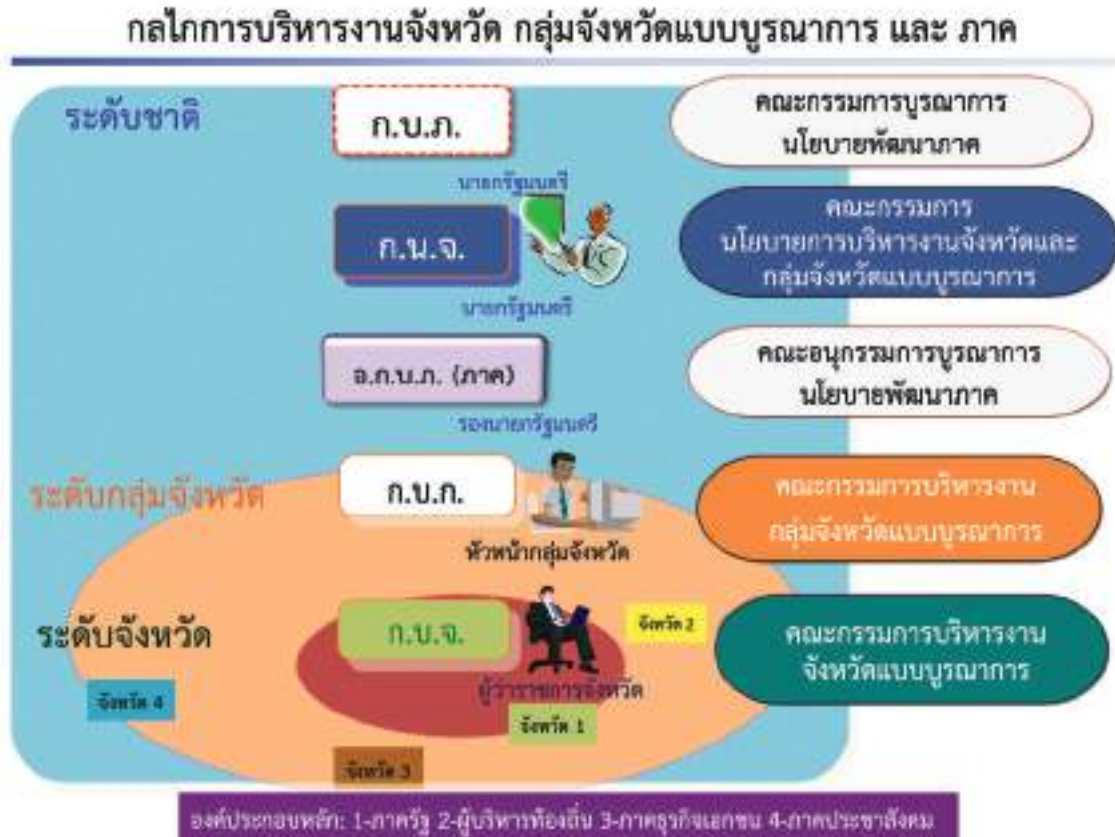 กลไกการบริหารงานจังหวัด กลุ่มจังหวัดแบบบูรณาการ และ ภาค
ระดับชาติ
ก.บ.ภ.
นายกรัฐมนตรี
คณะกรรมการบูรณาการ
นโยบายพัฒนาภาค
ก.น.จ.
นายกรัฐมนตรี
คณะกรรมการ
นโยบายการบริหารงานจังหวัดและ
กลุ่มจังหวัดแบบบูรณาการ
อ.ก.บ.ภ. (ภาค)
รองนายกรัฐมนตรี
คณะอนุกรรมการบูรณาการ
นโยบายพัฒนาภาค
ระดับกลุ่มจังหวัด
ก.บ.ก.
หัวหน้ากลุ่มจังหวัด
คณะกรรมการบริหารงาน
กลุ่มจังหวัดแบบบูรณาการ
ระดับจังหวัด
ก.บ.จ.
ผู้ว่าราชการจังหวัด
จังหวัด 2
คณะกรรมการบริหารงาน
จังหวัดแบบบูรณาการ
จังหวัด 4
จังหวัด 1
จังหวัด 3
องค์ประกอบหลัก: 1-ภาครัฐ 2-ผู้บริหารท้องถิ่น 3-ภาคธุรกิจเอกชน 4-ภาคประชาสังคม